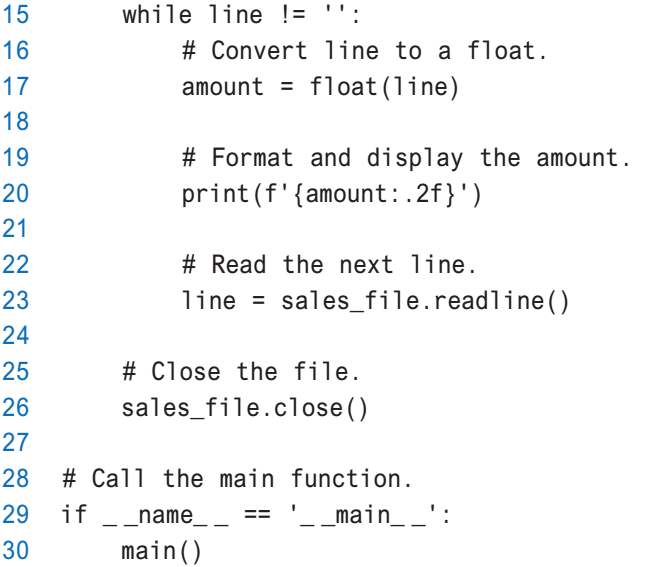 15     while line != '':
16         # Convert line to a float.
17         amount = float(line)
18
19         # Format and display the amount.
20         print(f'{amount:.2f}')
21
22         # Read the next line.
23         line = sales_file.readline()
24
25     # Close the file.
26     sales_file.close()
27
28 # Call the main function.
29 if _ _name_ _ == '_ _main_ _':
30     main()